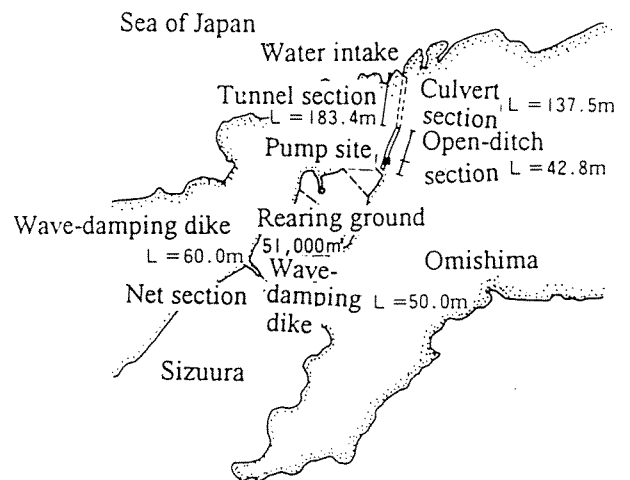 Sea of Japan
Water intake
Tunnel section
L = 183.4m
Culvert
section
L = 137.5m
Pump site
Open-ditch
section
L = 42.8m
Wave-damping dike
L = 60.0m
Rearing ground
51,000m²
Wave-
damping
dike
L = 50.0m
Net section
Omishima
Sizuura